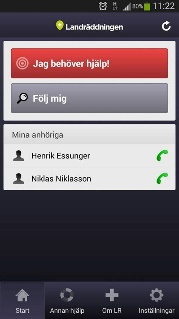 80% 11:22
Landräddningen
Jag behöver hjälp!
Följ mig
Mina anhöriga
Henrik Essunger
Niklas Niklasson
Start Annan hjälp Om LR Inställningar